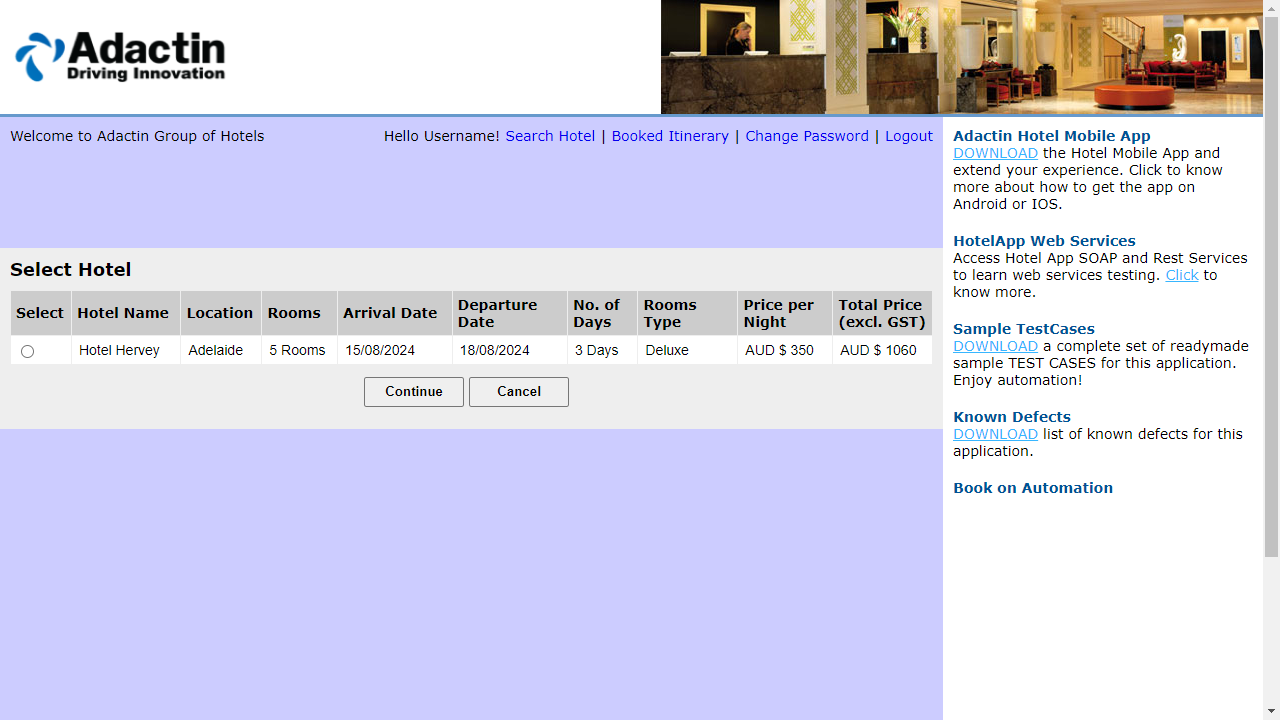 Adactin
Driving Innovation
Welcome to Adactin Group of Hotels
Hello Username! Search Hotel | Booked Itinerary | Change Password | Logout
Select Hotel
Select Hotel Name Location Rooms Arrival Date Departure Date No. of Days Rooms Type Price per Night Total Price (excl. GST)
Hotel Hervey Adelaide 5 Rooms 15/08/2024 18/08/2024 3 Days Deluxe AUD $ 350 AUD $ 1060
Continue Cancel
Adactin Hotel Mobile App
DOWNLOAD the Hotel Mobile App and
extend your experience. Click to know
more about how to get the app on
Android or IOS.
HotelApp Web Services
Access Hotel App SOAP and Rest Services
to learn web services testing. Click to
know more.
Sample TestCases
DOWNLOAD a complete set of readymade
sample TEST CASES for this application.
Enjoy automation!
Known Defects
DOWNLOAD list of known defects for this
application.
Book on Automation